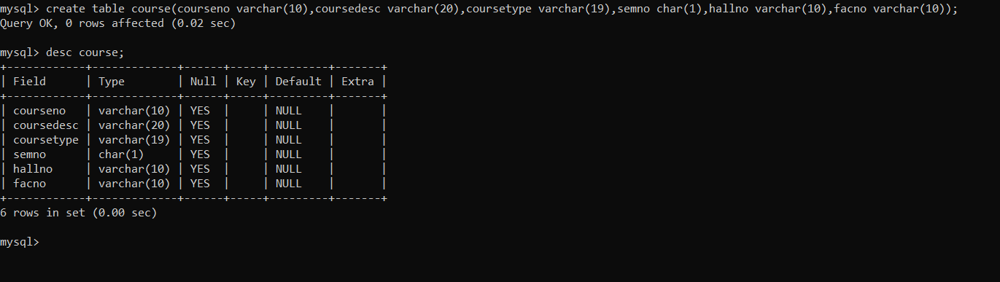 mysql> create table course(courseno varchar(10),coursedesc varchar(20),coursetype varchar(19),semno char(1),hallno varchar(10),facno varchar(10));
Query OK, 0 rows affected (0.02 sec)
mysql> desc course;
+------------+-------------+------+-----+---------+-------+
| Field      | Type        | Null | Key | Default | Extra |
+------------+-------------+------+-----+---------+-------+
| courseno   | varchar(10) | YES  |     | NULL    |       |
| coursedesc | varchar(20) | YES  |     | NULL    |       |
| coursetype | varchar(19) | YES  |     | NULL    |       |
| semno      | char(1)     | YES  |     | NULL    |       |
| hallno     | varchar(10) | YES  |     | NULL    |       |
| facno      | varchar(10) | YES  |     | NULL    |       |
+------------+-------------+------+-----+---------+-------+
6 rows in set (0.00 sec)
mysql>